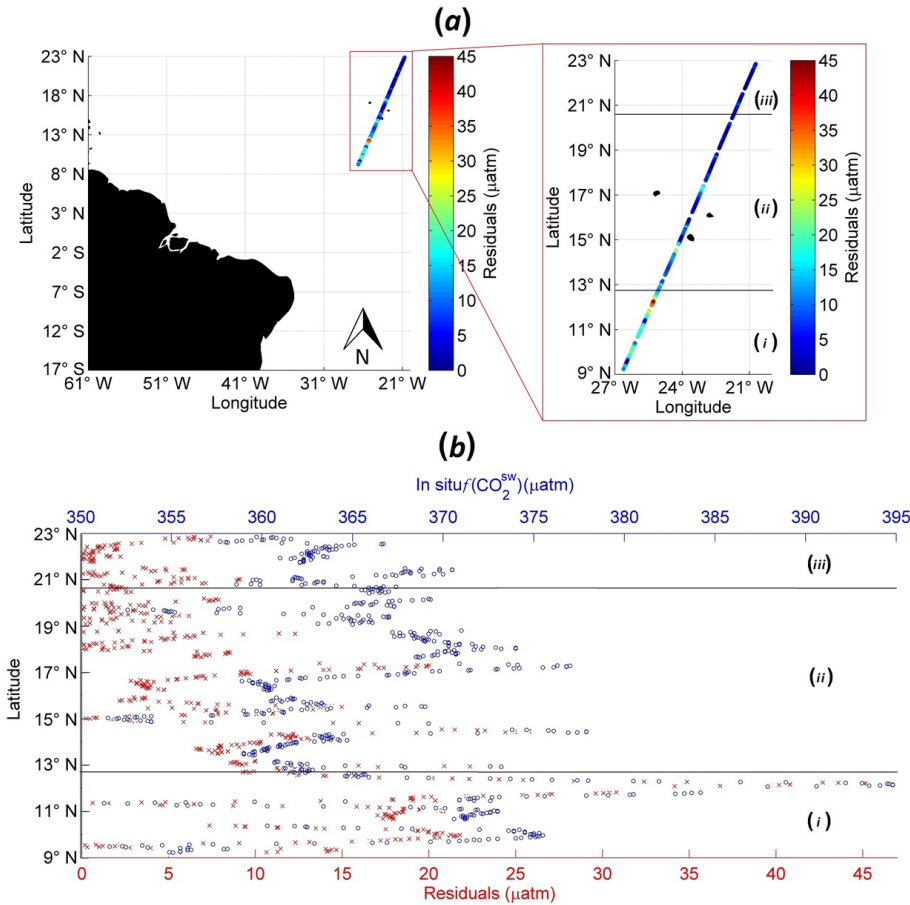 (a)
23° N
18° N
13° N
8° N
3° N
2° S
7° S
12° S
17° S
Latitude
61° W
51° W
41° W
31° W
21° W
Longitude
N
45
40
35
30
25
20
15
10
5
0
Residuals (µatm)
23° N
21° N
19° N
17° N
15° N
13° N
11° N
9° N
Latitude
27° W
24° W
21° W
Longitude
(iii)
(ii)
(i)
45
40
35
30
25
20
15
10
5
0
Residuals (µatm)
(b)
In situ f(CO₂ˢʷ)(µatm)
350 355 360 365 370 375 380 385 390 395
23° N
21° N
19° N
17° N
15° N
13° N
11° N
9° N
Latitude
(iii)
(ii)
(i)
0 5 10 15 20 25 30 35 40 45
Residuals (µatm)